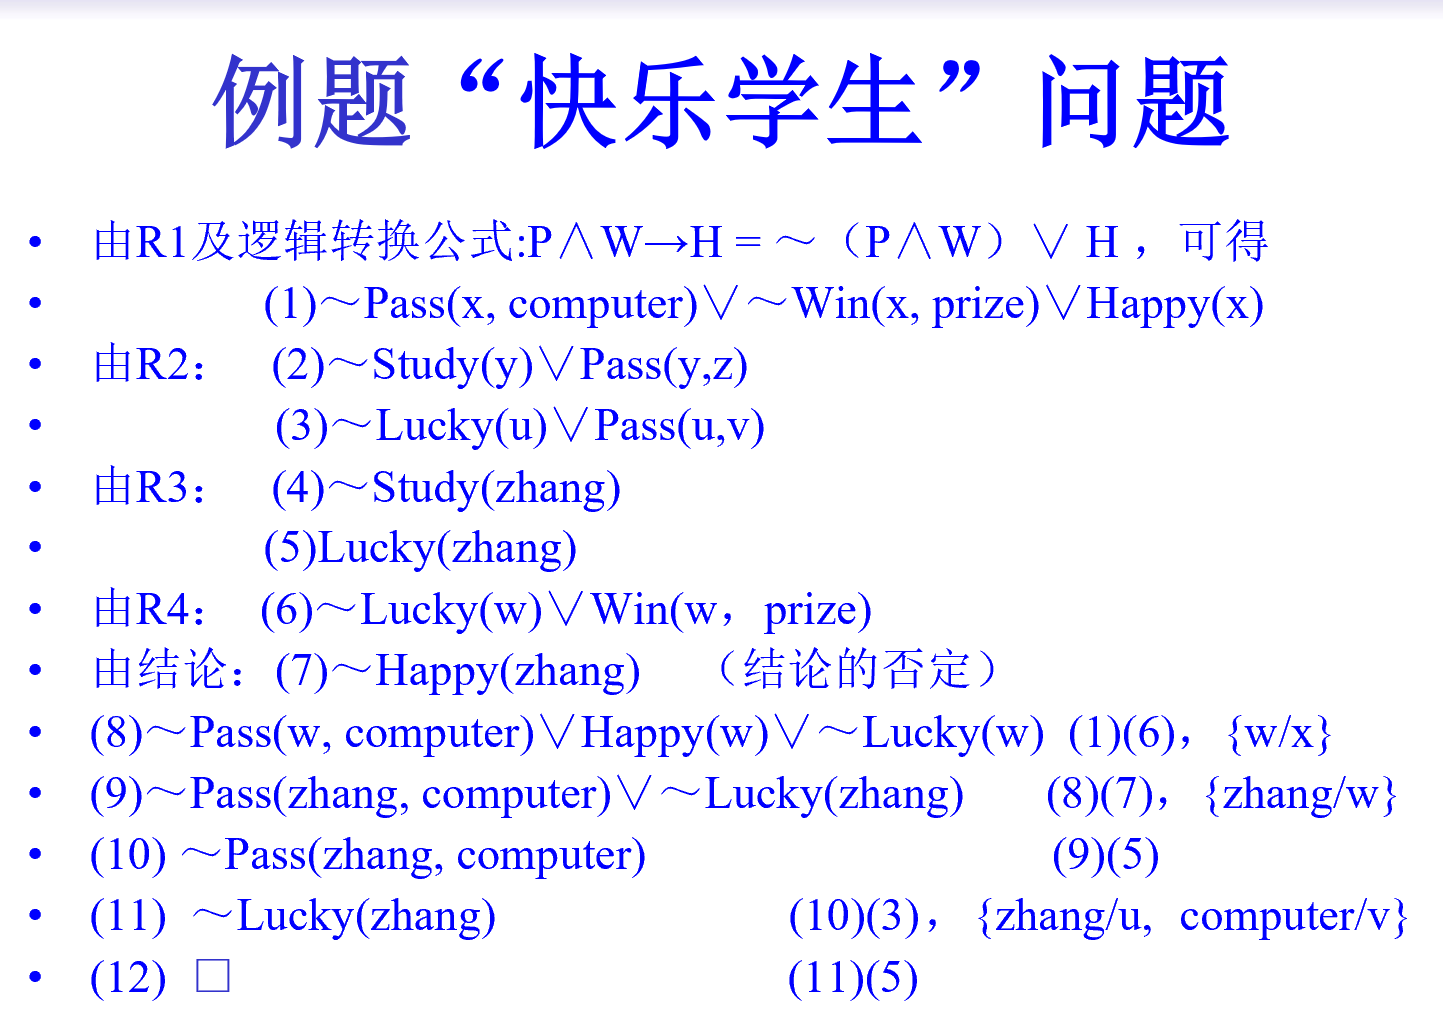 例题“快乐学生”问题
• 由R1及逻辑转换公式:P∧W→H = ～（P∧W）∨ H ，可得
• (1)～Pass(x, computer)∨～Win(x, prize)∨Happy(x)
• 由R2： (2)～Study(y)∨Pass(y,z)
• (3)～Lucky(u)∨Pass(u,v)
• 由R3： (4)～Study(zhang)
• (5)Lucky(zhang)
• 由R4： (6)～Lucky(w)∨Win(w，prize)
• 由结论：(7)～Happy(zhang) （结论的否定）
• (8)～Pass(w, computer)∨Happy(w)∨～Lucky(w) (1)(6)，{w/x}
• (9)～Pass(zhang, computer)∨～Lucky(zhang) (8)(7)，{zhang/w}
• (10) ～Pass(zhang, computer) (9)(5)
• (11) ～Lucky(zhang) (10)(3)，{zhang/u, computer/v}
• (12) □ (11)(5)